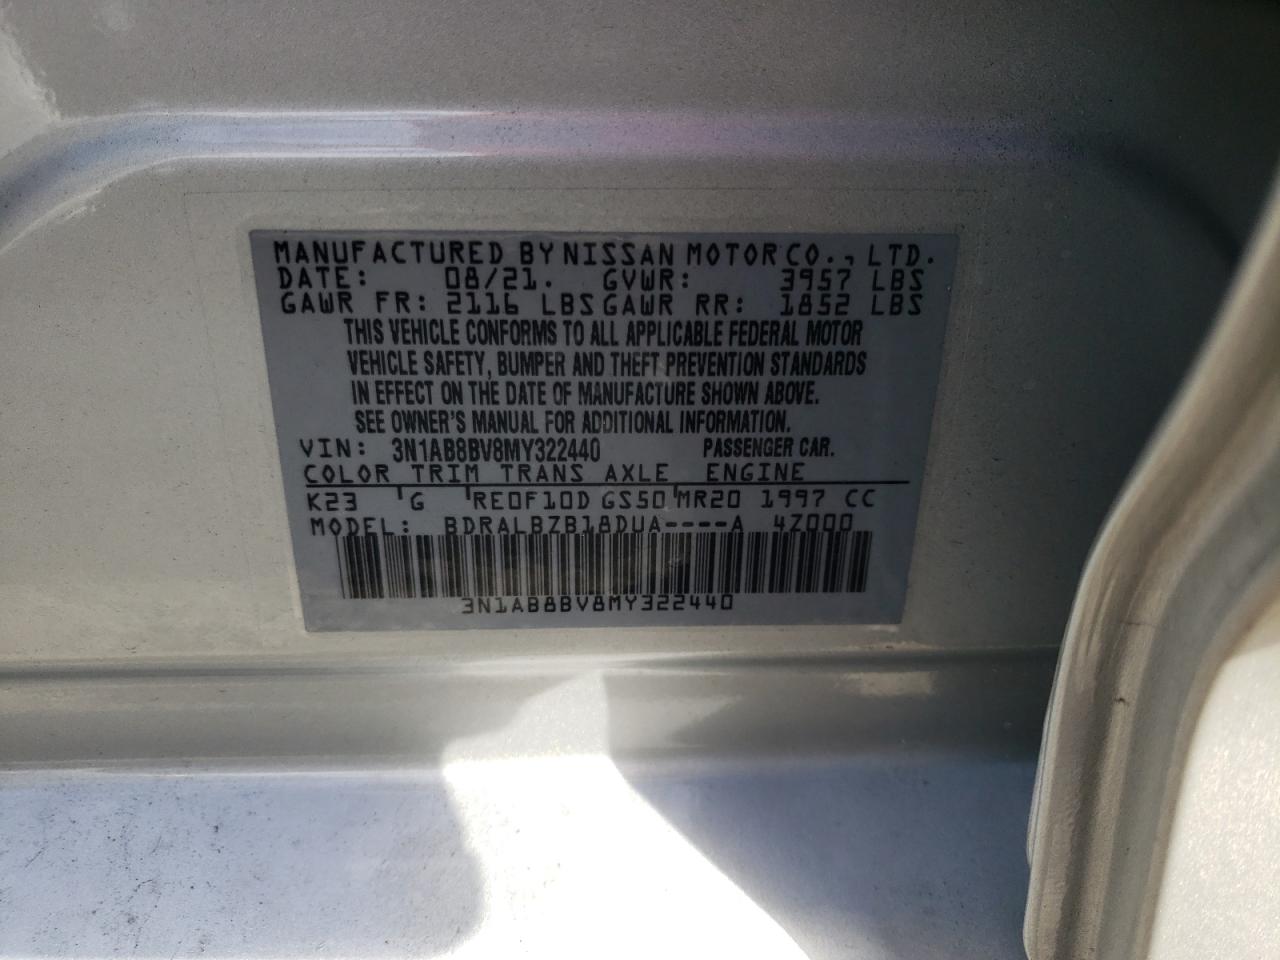 MANUFACTURED BY NISSAN MOTOR CO., LTD.
DATE: 08/21. GVWR: 3957 LBS
GAWR FR: 2116 LBS GAWR RR: 1852 LBS
THIS VEHICLE CONFORMS TO ALL APPLICABLE FEDERAL MOTOR
VEHICLE SAFETY, BUMPER AND THEFT PREVENTION STANDARDS
IN EFFECT ON THE DATE OF MANUFACTURE SHOWN ABOVE.
SEE OWNER'S MANUAL FOR ADDITIONAL INFORMATION.
VIN: 3N1AB8BV8MY322440 PASSENGER CAR.
COLOR TRIM TRANS AXLE ENGINE
K23 'G 'RE0F10D GS50'MR20 1997 CC
MODEL: BDRALBZB18DUA----A 4Z000
3N1AB8BV8MY322440